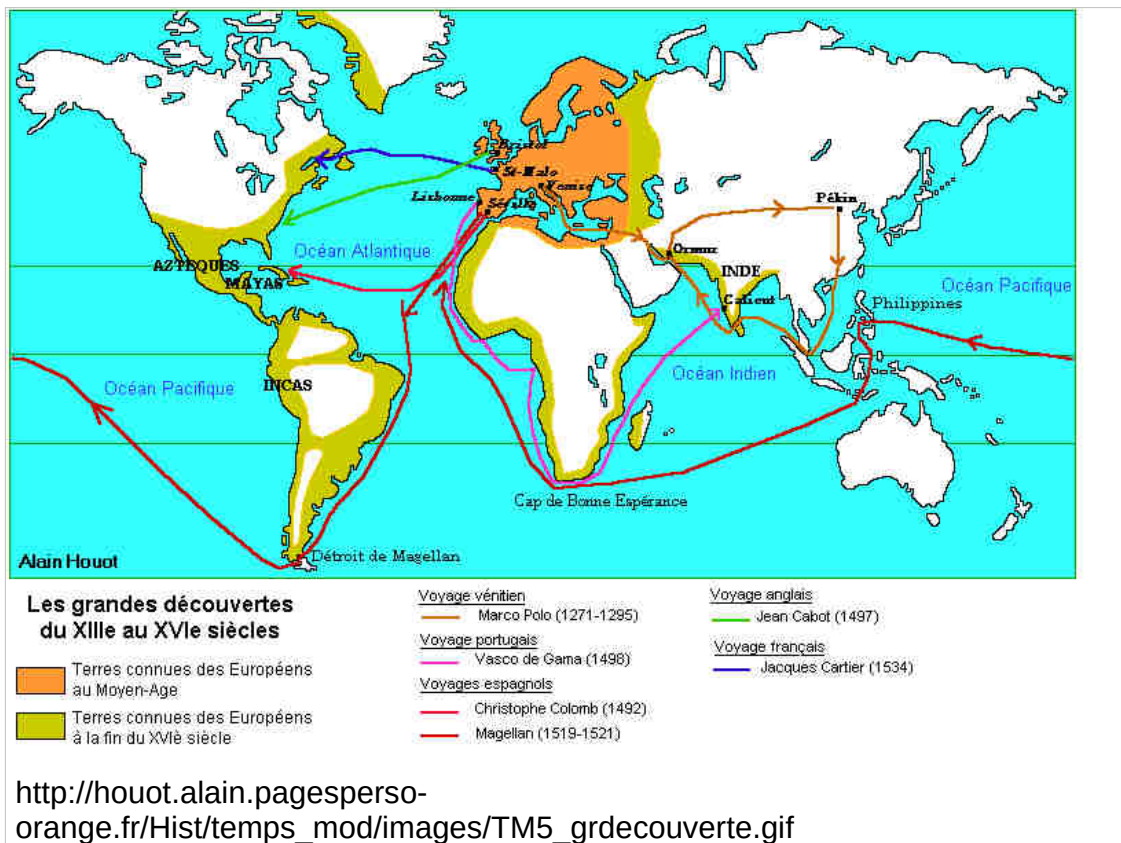 Bristol
St-Malo
Venise
Lisbonne
Séville
Pékin
Ormuz
Océan Atlantique
AZTEQUES
MAYAS
INDE
Calicut
Océan Pacifique
Philippines
INCAS
Océan Pacifique
Océan Indien
Cap de Bonne Espérance
Détroit de Magellan
Alain Houot
Les grandes découvertes
du XIIIe au XVIe siècles
Terres connues des Européens
au Moyen-Age
Terres connues des Européens
à la fin du XVIè siècle
Voyage vénitien
Marco Polo (1271-1295)
Voyage portugais
Vasco de Gama (1498)
Voyages espagnols
Christophe Colomb (1492)
Magellan (1519-1521)
Voyage anglais
Jean Cabot (1497)
Voyage français
Jacques Cartier (1534)
http://houot.alain.pagesperso-
orange.fr/Hist/temps_mod/images/TM5_grdecouverte.gif